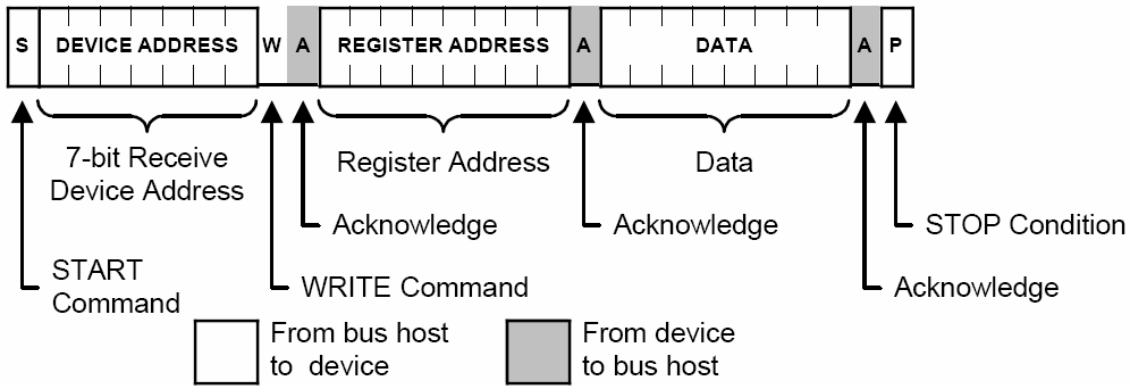 S DEVICE ADDRESS W A REGISTER ADDRESS A DATA A P
7-bit Receive
Device Address
Register Address
Data
Acknowledge
Acknowledge
STOP Condition
START
Command
WRITE Command
Acknowledge
From bus host
to device
From device
to bus host